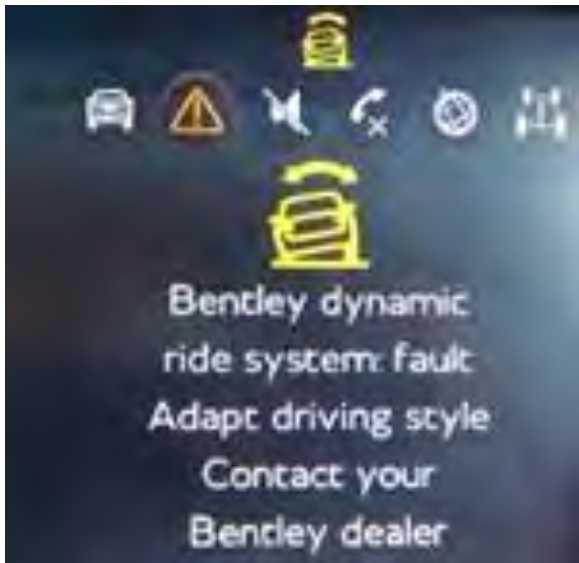 Bentley dynamic
ride system: fault
Adapt driving style
Contact your
Bentley dealer